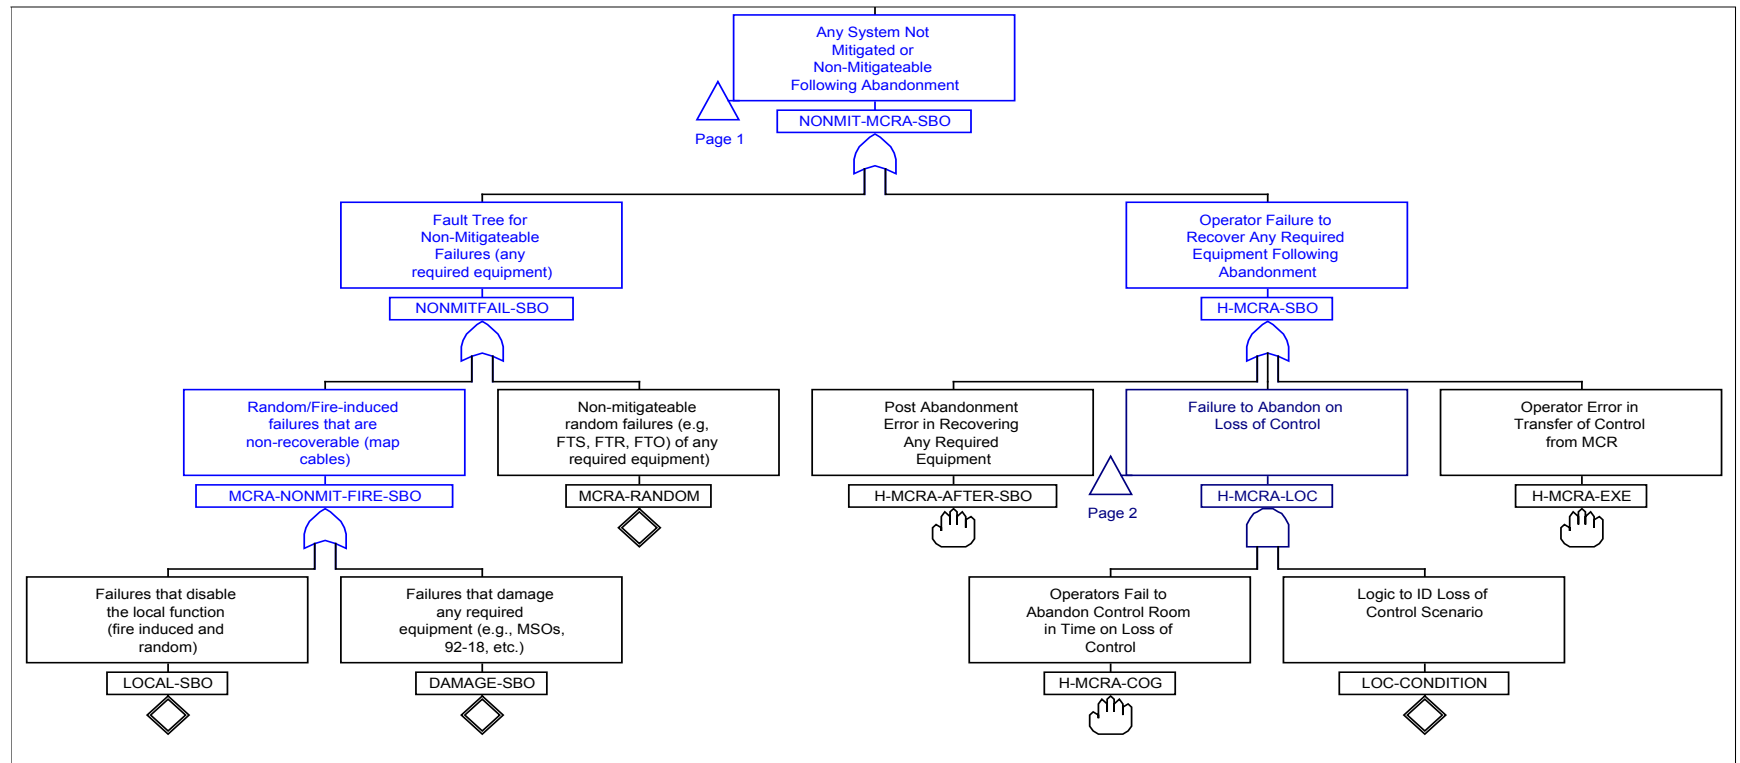 Any System Not
Mitigated or
Non-Mitigateable
Following Abandonment
Page 1
NONMIT-MCRA-SBO
Fault Tree for
Non-Mitigateable
Failures (any
required equipment)
NONMITFAIL-SBO
Operator Failure to
Recover Any Required
Equipment Following
Abandonment
H-MCRA-SBO
Random/Fire-induced
failures that are
non-recoverable (map
cables)
MCRA-NONMIT-FIRE-SBO
Non-mitigateable
random failures (e.g,
FTS, FTR, FTO) of any
required equipment)
MCRA-RANDOM
Post Abandonment
Error in Recovering
Any Required
Equipment
H-MCRA-AFTER-SBO
Failure to Abandon on
Loss of Control
Page 2
H-MCRA-LOC
Operator Error in
Transfer of Control
from MCR
H-MCRA-EXE
Failures that disable
the local function
(fire induced and
random)
LOCAL-SBO
Failures that damage
any required
equipment (e.g., MSOs,
92-18, etc.)
DAMAGE-SBO
Operators Fail to
Abandon Control Room
in Time on Loss of
Control
H-MCRA-COG
Logic to ID Loss of
Control Scenario
LOC-CONDITION